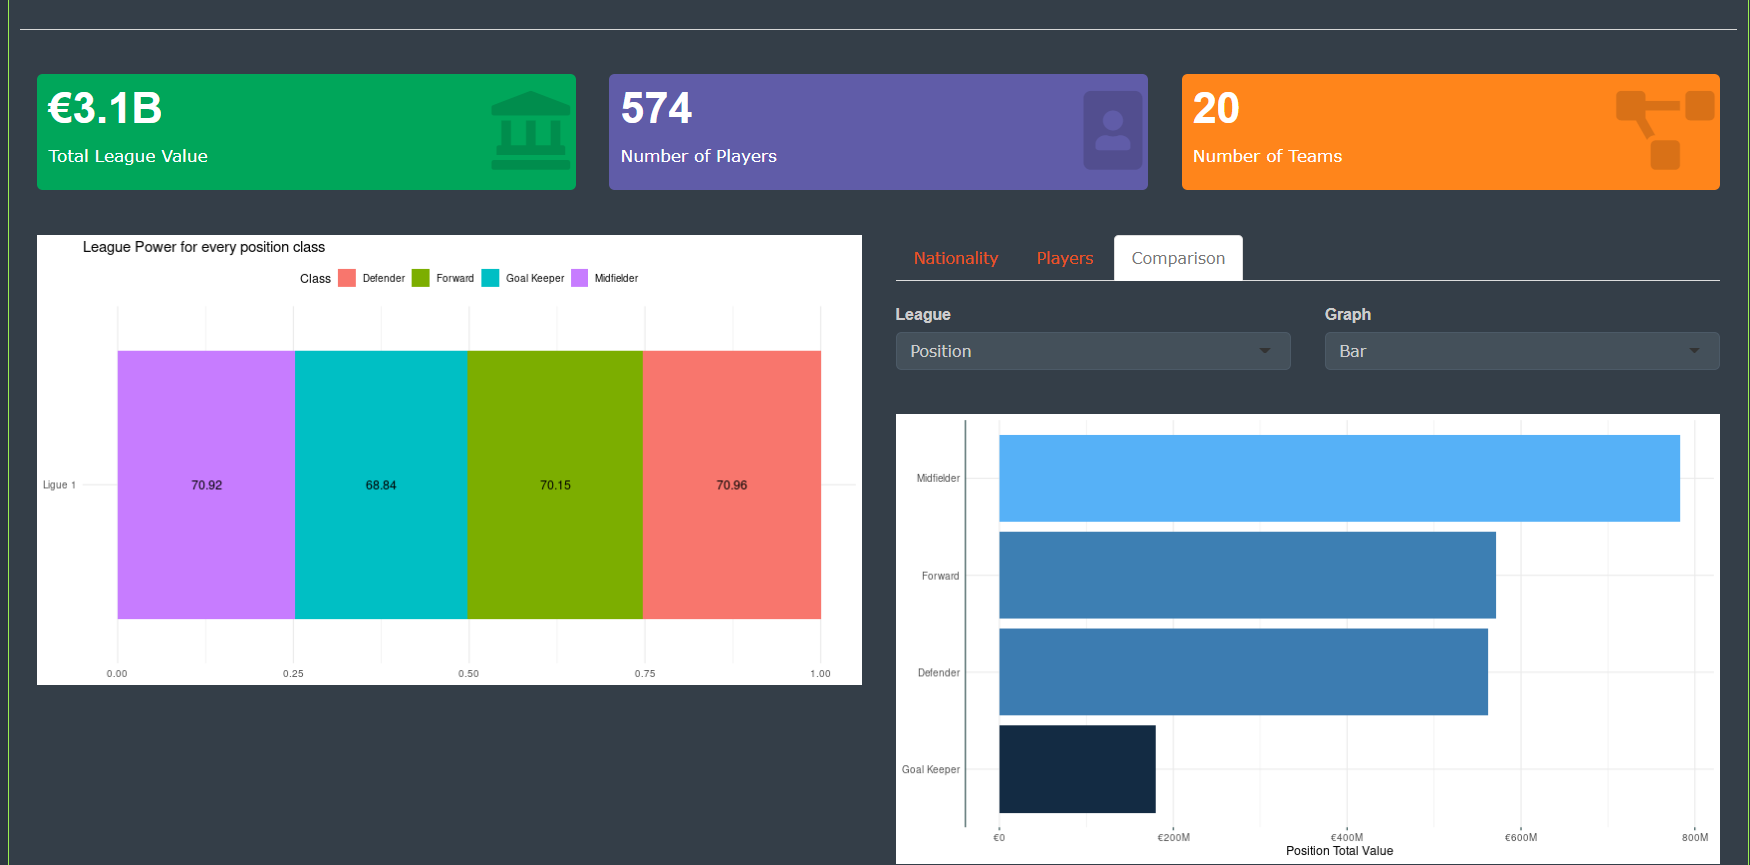 €3.1B
Total League Value
574
Number of Players
20
Number of Teams
League Power for every position class
Class Defender Forward Goal Keeper Midfielder
Ligue 1
70.92 68.84 70.15 70.96
0.00 0.25 0.50 0.75 1.00
Nationality Players Comparison
League Graph
Position Bar
Midfielder
Forward
Defender
Goal Keeper
€0 €200M €400M €600M 800M
Position Total Value